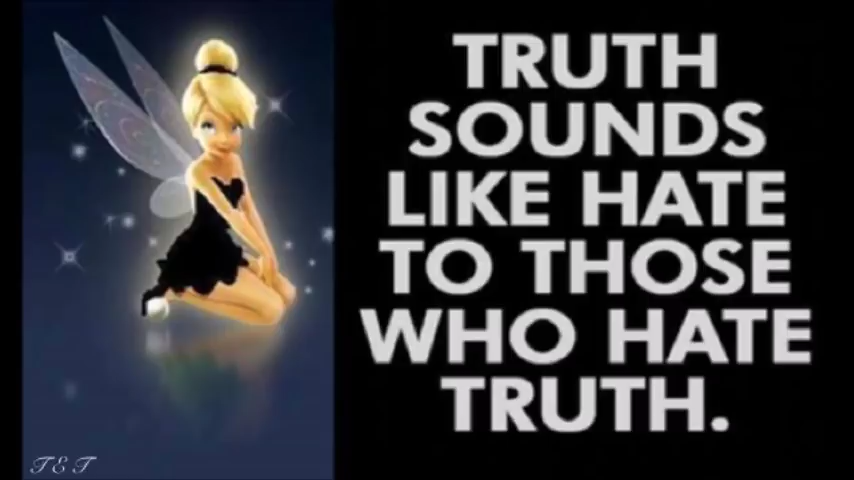 TRUTH
SOUNDS
LIKE HATE
TO THOSE
WHO HATE
TRUTH.
T & T